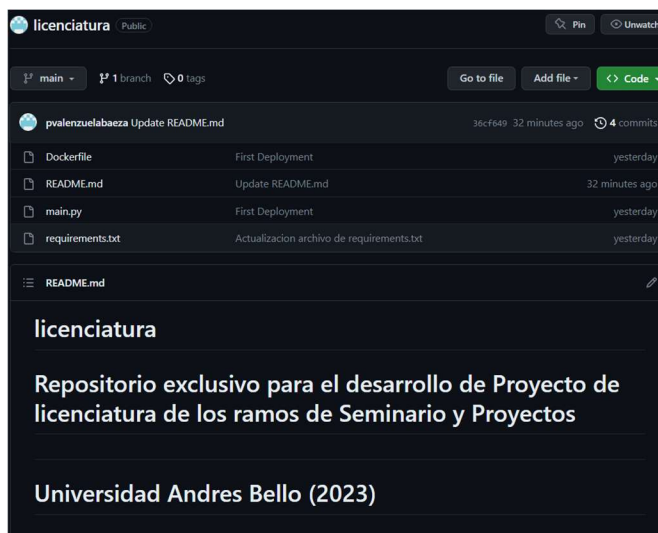 licenciatura Public Pin Unwatch
main 1 branch 0 tags Go to file Add file Code
pvalenzuelabaeza Update README.md 36cf649 32 minutes ago 4 commits
Dockerfile First Deployment yesterday
README.md Update README.md 32 minutes ago
main.py First Deployment yesterday
requirements.txt Actualizacion archivo de requirements.txt yesterday
README.md
licenciatura
Repositorio exclusivo para el desarrollo de Proyecto de
licenciatura de los ramos de Seminario y Proyectos
Universidad Andres Bello (2023)